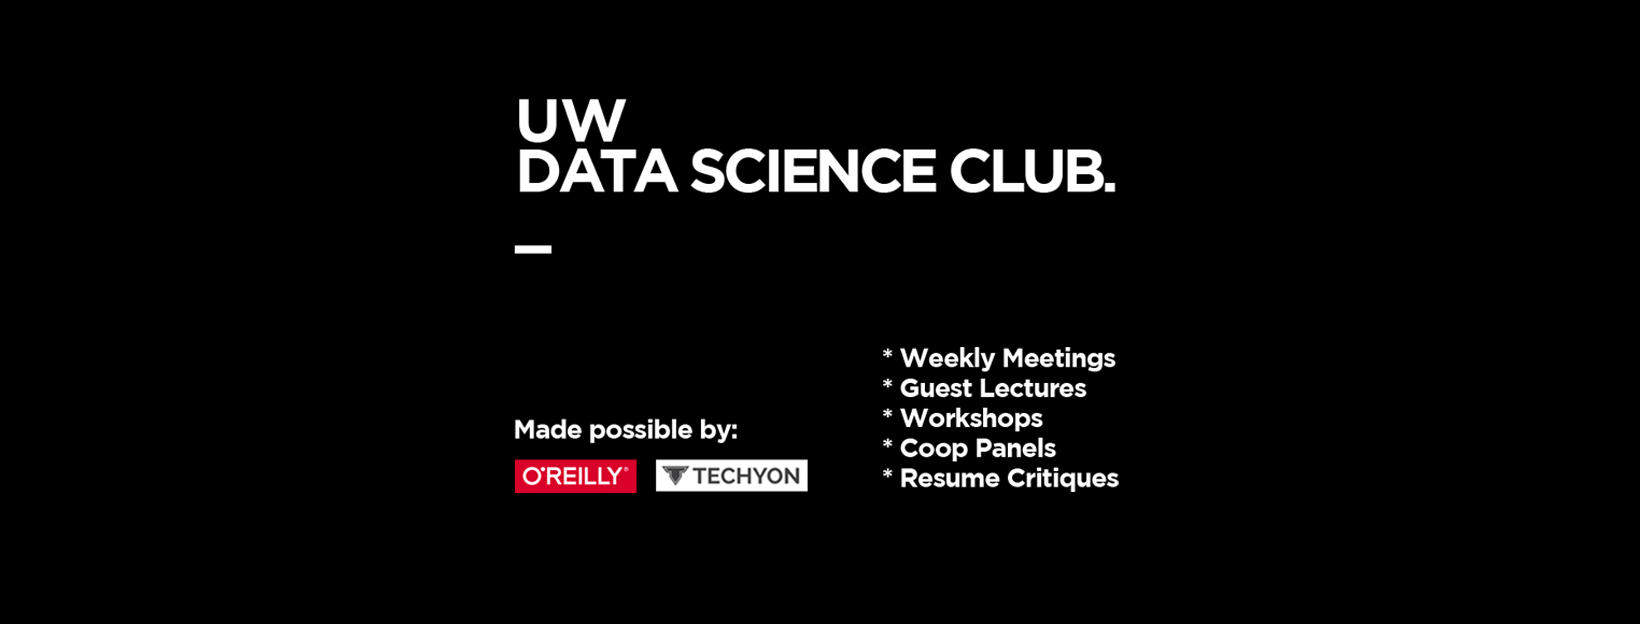 UW
DATA SCIENCE CLUB.
Made possible by:
O'REILLY®
TECHYON
* Weekly Meetings
* Guest Lectures
* Workshops
* Coop Panels
* Resume Critiques